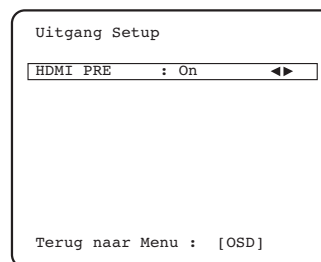 Uitgang Setup
HDMI PRE : On ◄►
Terug naar Menu : [OSD]